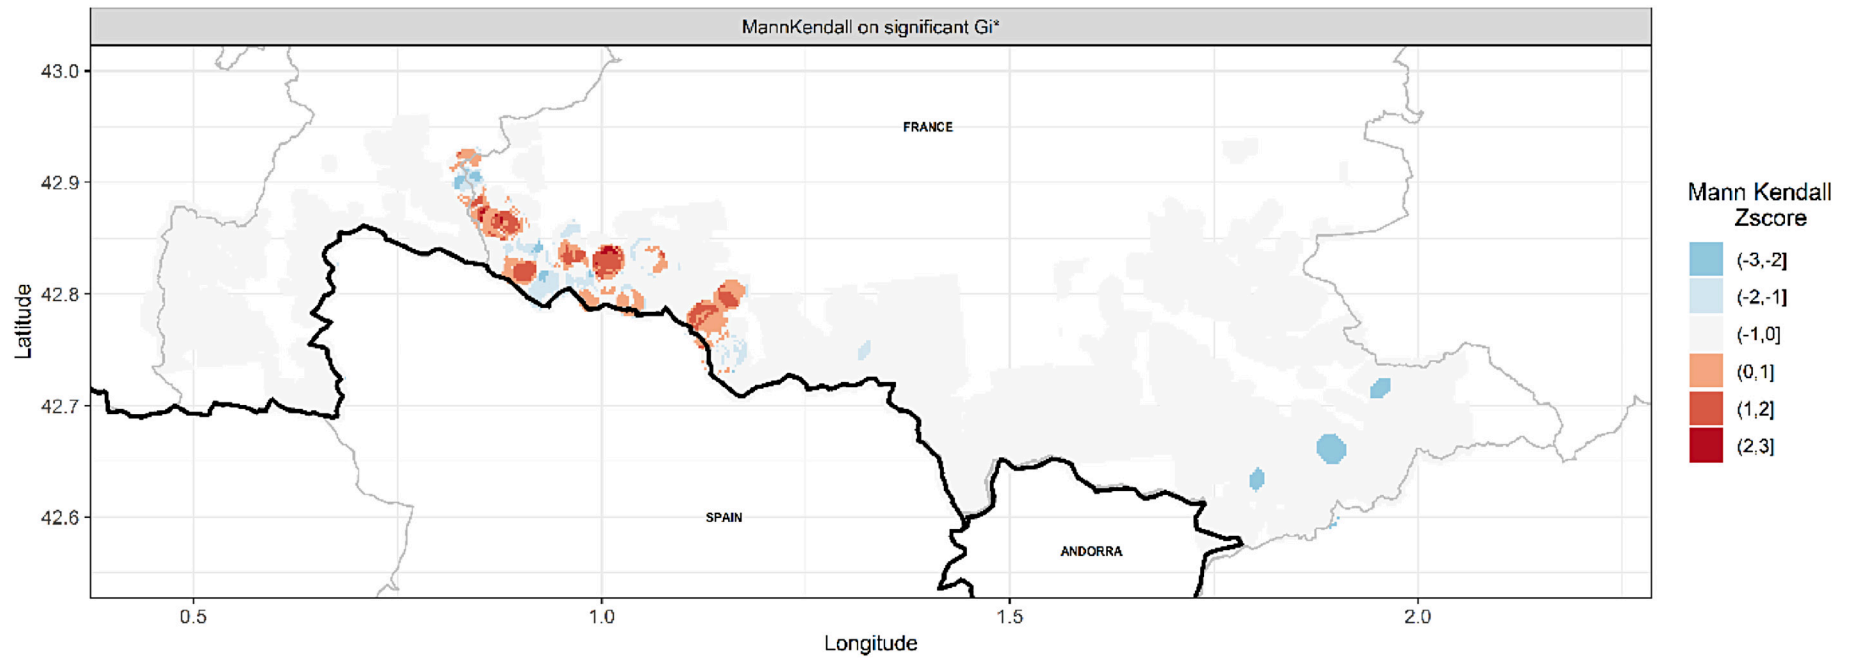 MannKendall on significant Gi*
43.0
42.9
42.8
42.7
42.6
Latitude
FRANCE
SPAIN
ANDORRA
0.5
1.0
1.5
2.0
Longitude
Mann Kendall
Zscore
(-3,-2]
(-2,-1]
(-1,0]
(0,1]
(1,2]
(2,3]